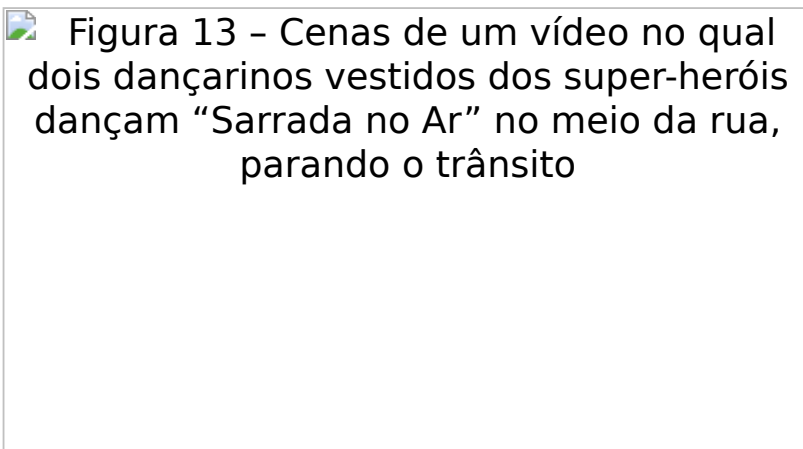 Figura 13 – Cenas de um vídeo no qual
dois dançarinos vestidos dos super-heróis
dançam “Sarrada no Ar” no meio da rua,
parando o trânsito